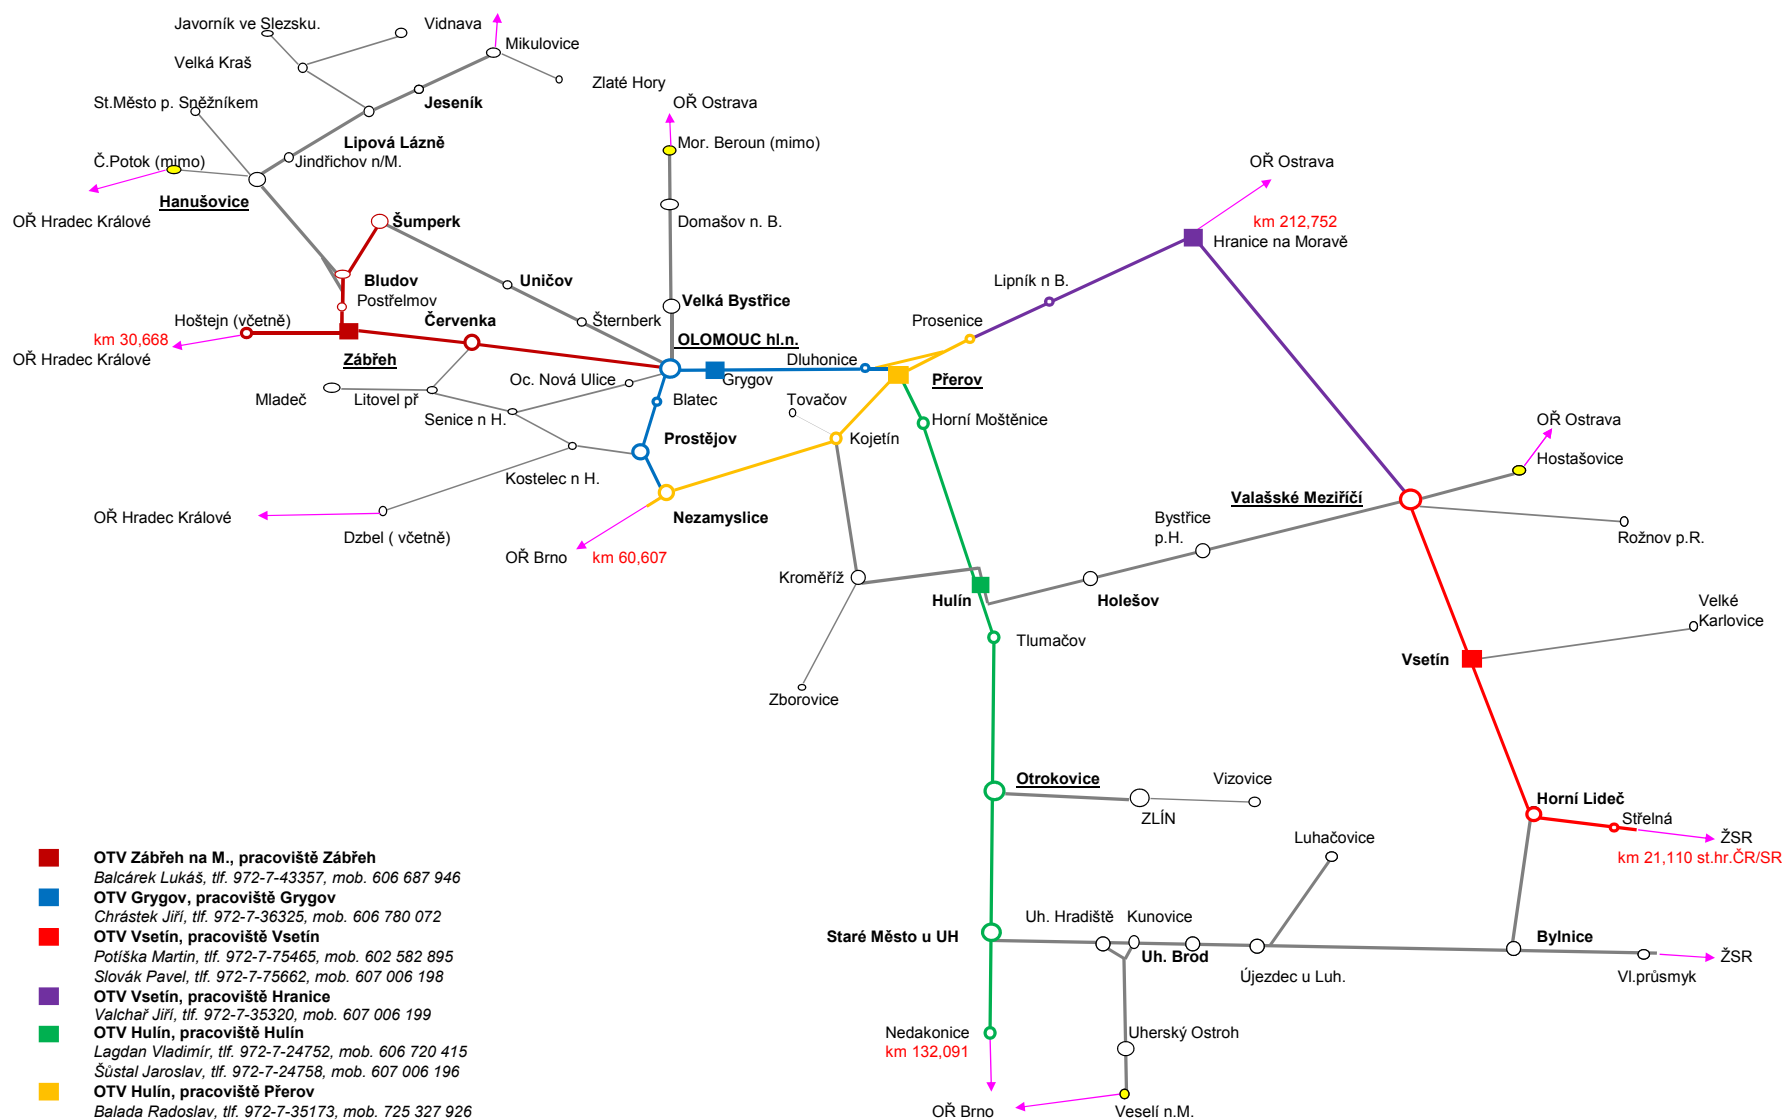 Javorník ve Slezsku.
Vidnava
Mikulovice
Velká Kraš
Zlaté Hory
St.Město p. Sněžníkem
Jeseník
OŘ Ostrava
Lipová Lázně
Mor. Beroun (mimo)
Č.Potok (mimo)
Jindřichov n/M.
OŘ Ostrava
Hanušovice
OŘ Hradec Králové
Šumperk
Domašov n. B.
km 212,752
Hranice na Moravě
Bludov
Uničov
Lipník n B.
Postřelmov
Velká Bystřice
Hoštejn (včetně)
Červenka
Šternberk
Prosenice
km 30,668
OLOMOUC hl.n.
OŘ Hradec Králové
Zábřeh
Dluhonice
Oc. Nová Ulice
Grygov
Přerov
Mladeč
Litovel př
Blatec
Tovačov
Senice n H.
Horní Moštěnice
OŘ Ostrava
Prostějov
Kojetín
Hostašovice
Kostelec n H.
Valašské Meziříčí
OŘ Hradec Králové
Nezamyslice
Bystřice
p.H.
Dzbel ( včetně)
Rožnov p.R.
OŘ Brno
km 60,607
Kroměříž
Hulín
Holešov
Velké
Karlovice
Tlumačov
Vsetín
Zborovice
Otrokovice
Vizovice
ZLÍN
Horní Lideč
Střelná
Luhačovice
ŽSR
km 21,110 st.hr.ČR/SR
Uh. Hradiště
Kunovice
Staré Město u UH
Uh. Brod
Bylnice
ŽSR
Újezdec u Luh.
Vl.průsmyk
Nedakonice
km 132,091
Uherský Ostroh
OŘ Brno
Veselí n.M.
OTV Zábřeh na M., pracoviště Zábřeh
Balcárek Lukáš, tlf. 972-7-43357, mob. 606 687 946
OTV Grygov, pracoviště Grygov
Chrástek Jiří, tlf. 972-7-36325, mob. 606 780 072
OTV Vsetín, pracoviště Vsetín
Potiška Martin, tlf. 972-7-75465, mob. 602 582 895
Slovák Pavel, tlf. 972-7-75662, mob. 607 006 198
OTV Vsetín, pracoviště Hranice
Valchař Jiří, tlf. 972-7-35320, mob. 607 006 199
OTV Hulín, pracoviště Hulín
Lagdan Vladimír, tlf. 972-7-24752, mob. 606 720 415
Šůstal Jaroslav, tlf. 972-7-24758, mob. 607 006 196
OTV Hulín, pracoviště Přerov
Balada Radoslav, tlf. 972-7-35173, mob. 725 327 926